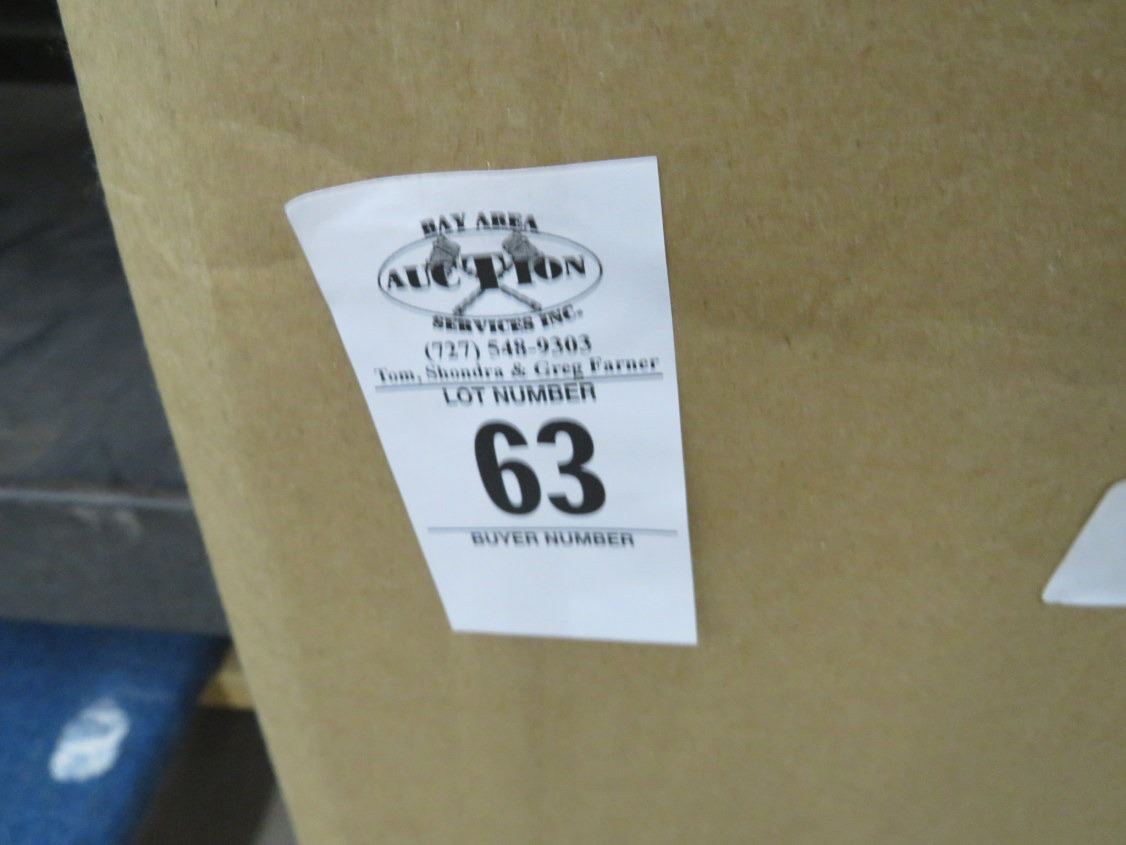 BAY AREA
AUCTION
SERVICES INC.
(727) 548-9303
Tom, Shondra & Greg Farner
LOT NUMBER
63
BUYER NUMBER